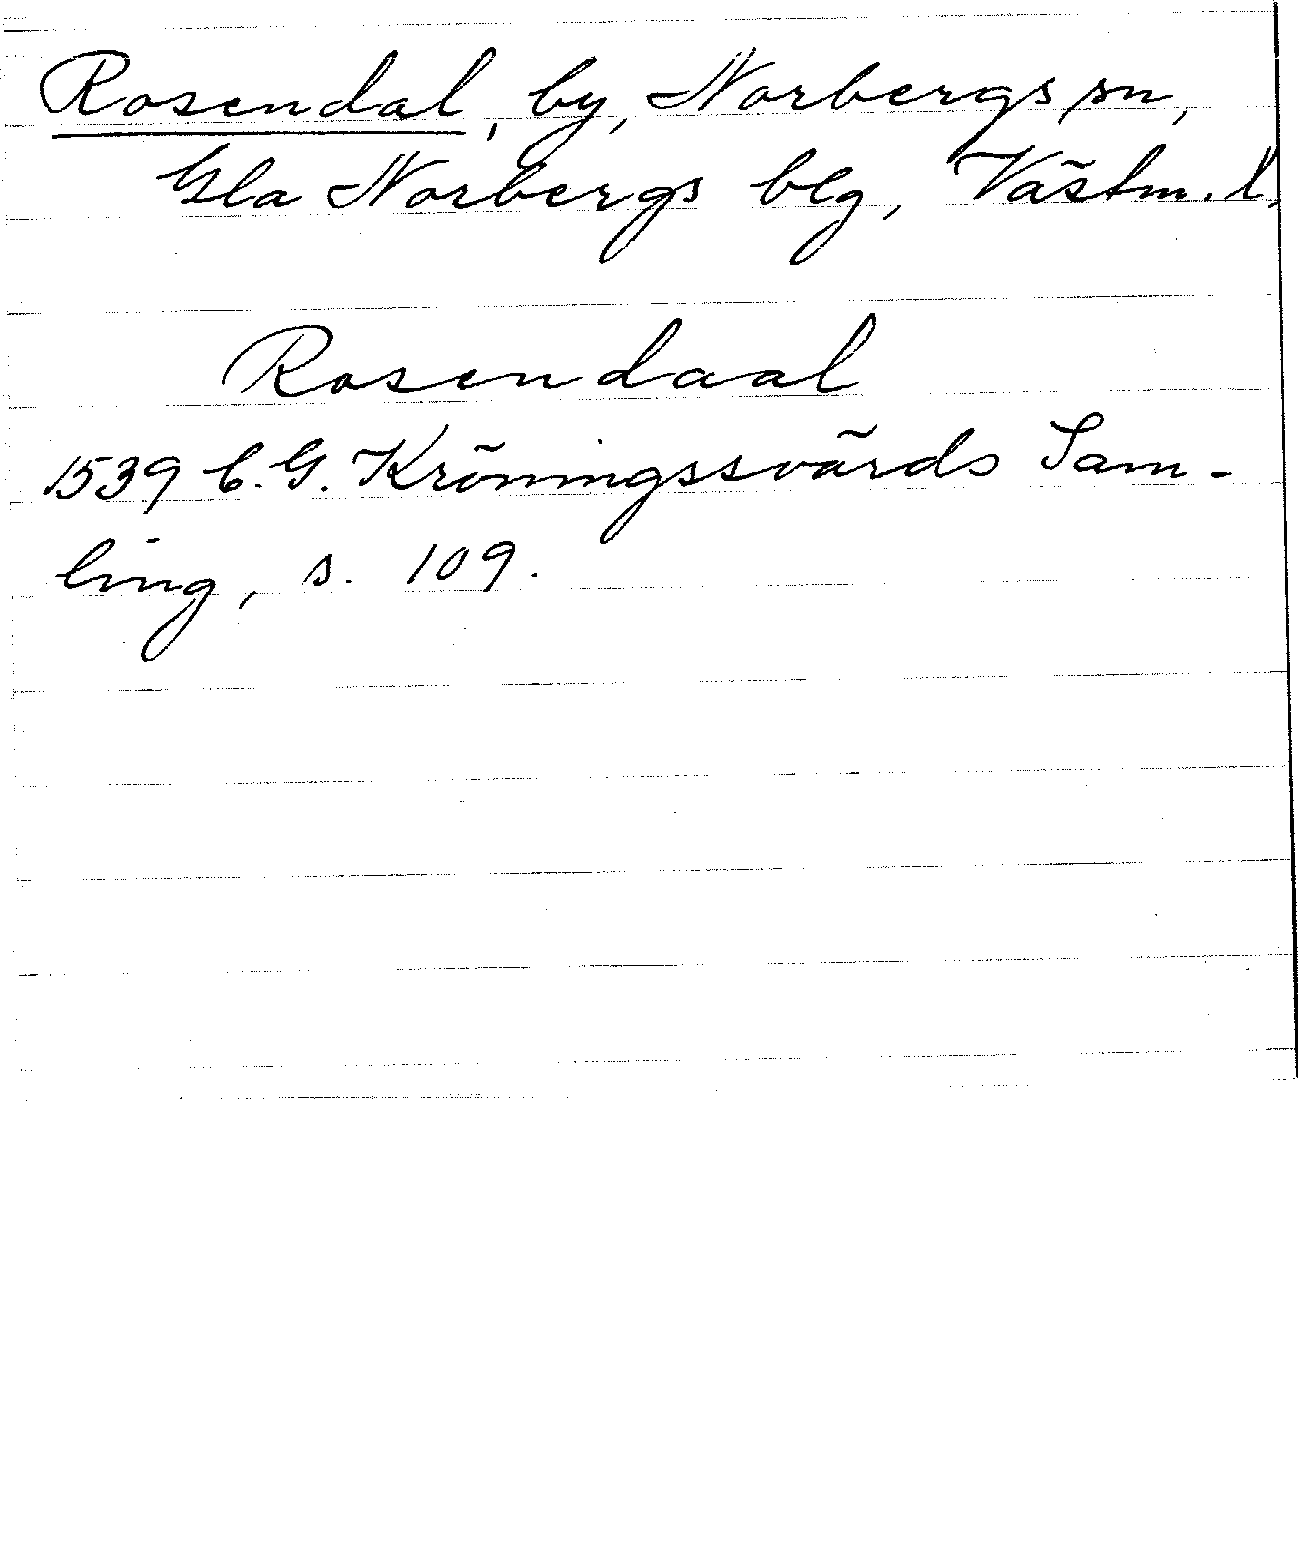 Rosendal, by, Norbergs sn,
Gla Norbergs blg, Västm. l.
Rosendaal
1539 C.G. Kröningssvärds Sam-
ling, s. 109.